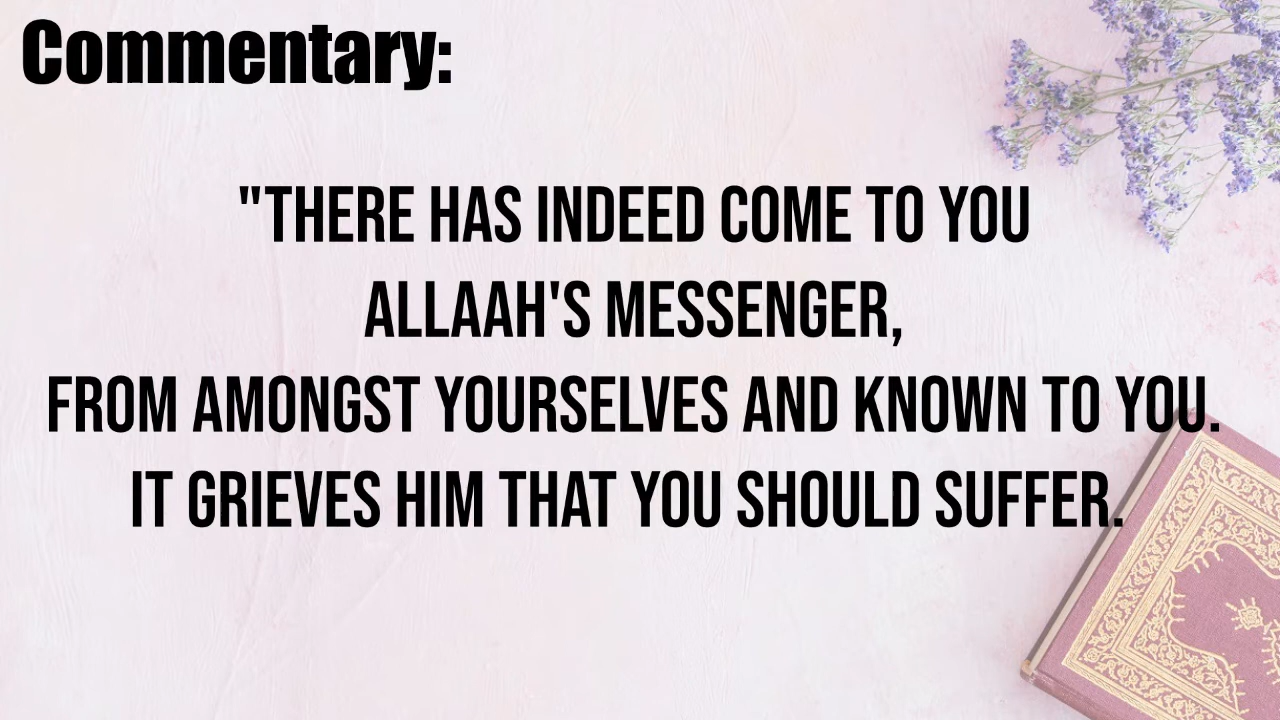 Commentary:
"THERE HAS INDEED COME TO YOU
ALLAAH'S MESSENGER,
FROM AMONGST YOURSELVES AND KNOWN TO YOU.
IT GRIEVES HIM THAT YOU SHOULD SUFFER.